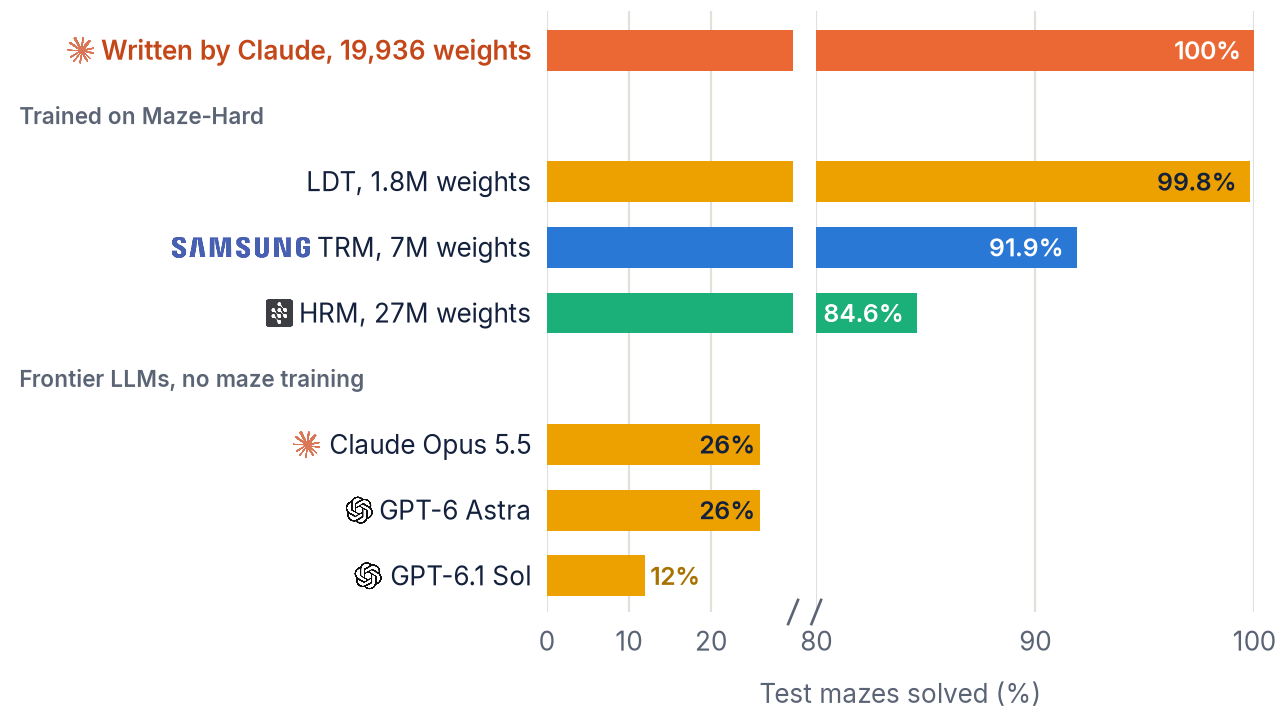 Written by Claude, 19,936 weights 100%
Trained on Maze-Hard
LDT, 1.8M weights 99.8%
SAMSUNG TRM, 7M weights 91.9%
HRM, 27M weights 84.6%
Frontier LLMs, no maze training
Claude Opus 5.5 26%
GPT-6 Astra 26%
GPT-6.1 Sol 12%
0 10 20 // 80 90 100
Test mazes solved (%)